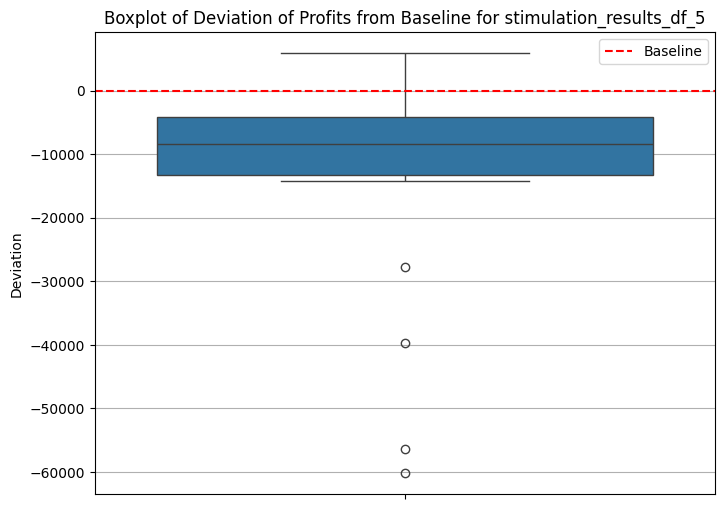 Boxplot of Deviation of Profits from Baseline for stimulation_results_df_5
Baseline
0
−10000
−20000
−30000
−40000
−50000
−60000
Deviation